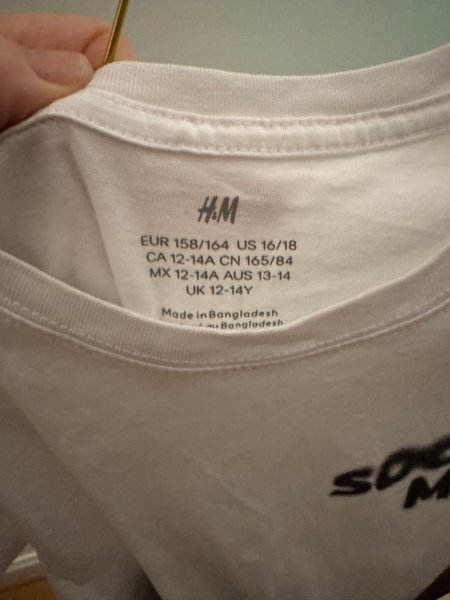 H&M
EUR 158/164 US 16/18
CA 12-14A CN 165/84
MX 12-14A AUS 13-14
UK 12-14Y
Made in Bangladesh
Bangladesh